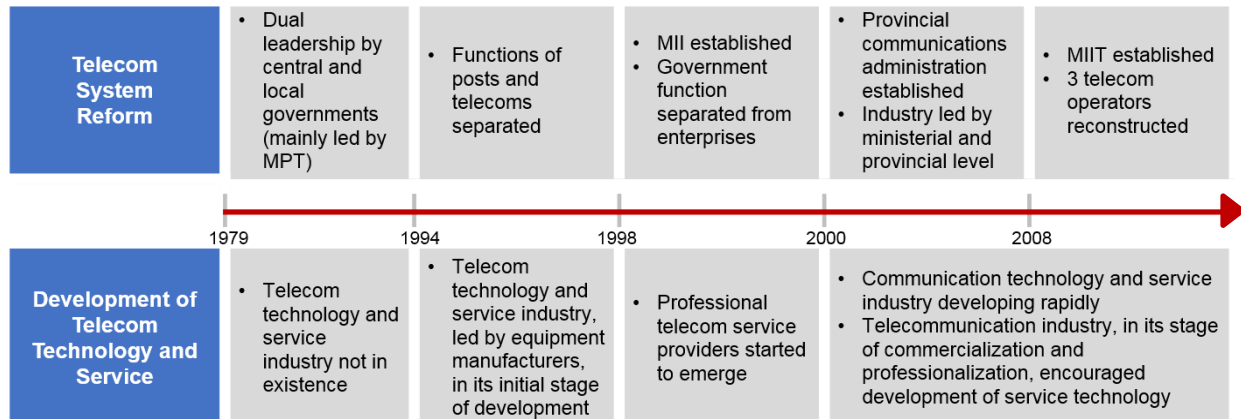 Telecom
System
Reform
• Dual
leadership by
central and
local
governments
(mainly led by
MPT)
• Functions of
posts and
telecoms
separated
• MII established
• Government
function
separated from
enterprises
• Provincial
communications
administration
established
• Industry led by
ministerial and
provincial level
• MIIT established
• 3 telecom
operators
reconstructed
1979
1994
1998
2000
2008
Development of
Telecom
Technology and
Service
• Telecom
technology and
service
industry not in
existence
• Telecom
technology and
service industry,
led by equipment
manufacturers,
in its initial stage
of development
• Professional
telecom service
providers started
to emerge
• Communication technology and service
industry developing rapidly
• Telecommunication industry, in its stage
of commercialization and
professionalization, encouraged
development of service technology